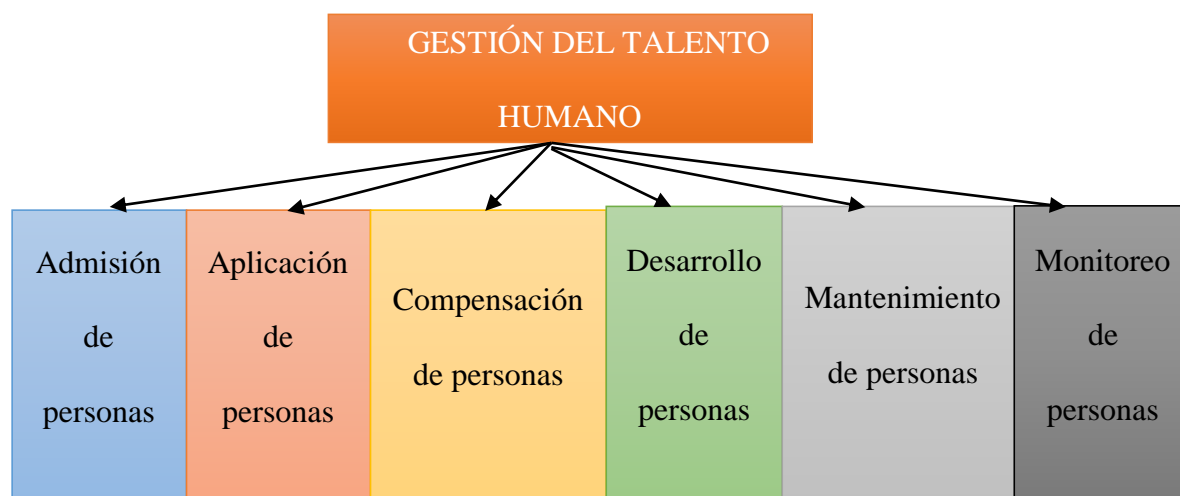 GESTIÓN DEL TALENTO
HUMANO
Admisión
de
personas
Aplicación
de
personas
Compensación
de personas
Desarrollo
de
personas
Mantenimiento
de personas
Monitoreo
de
personas